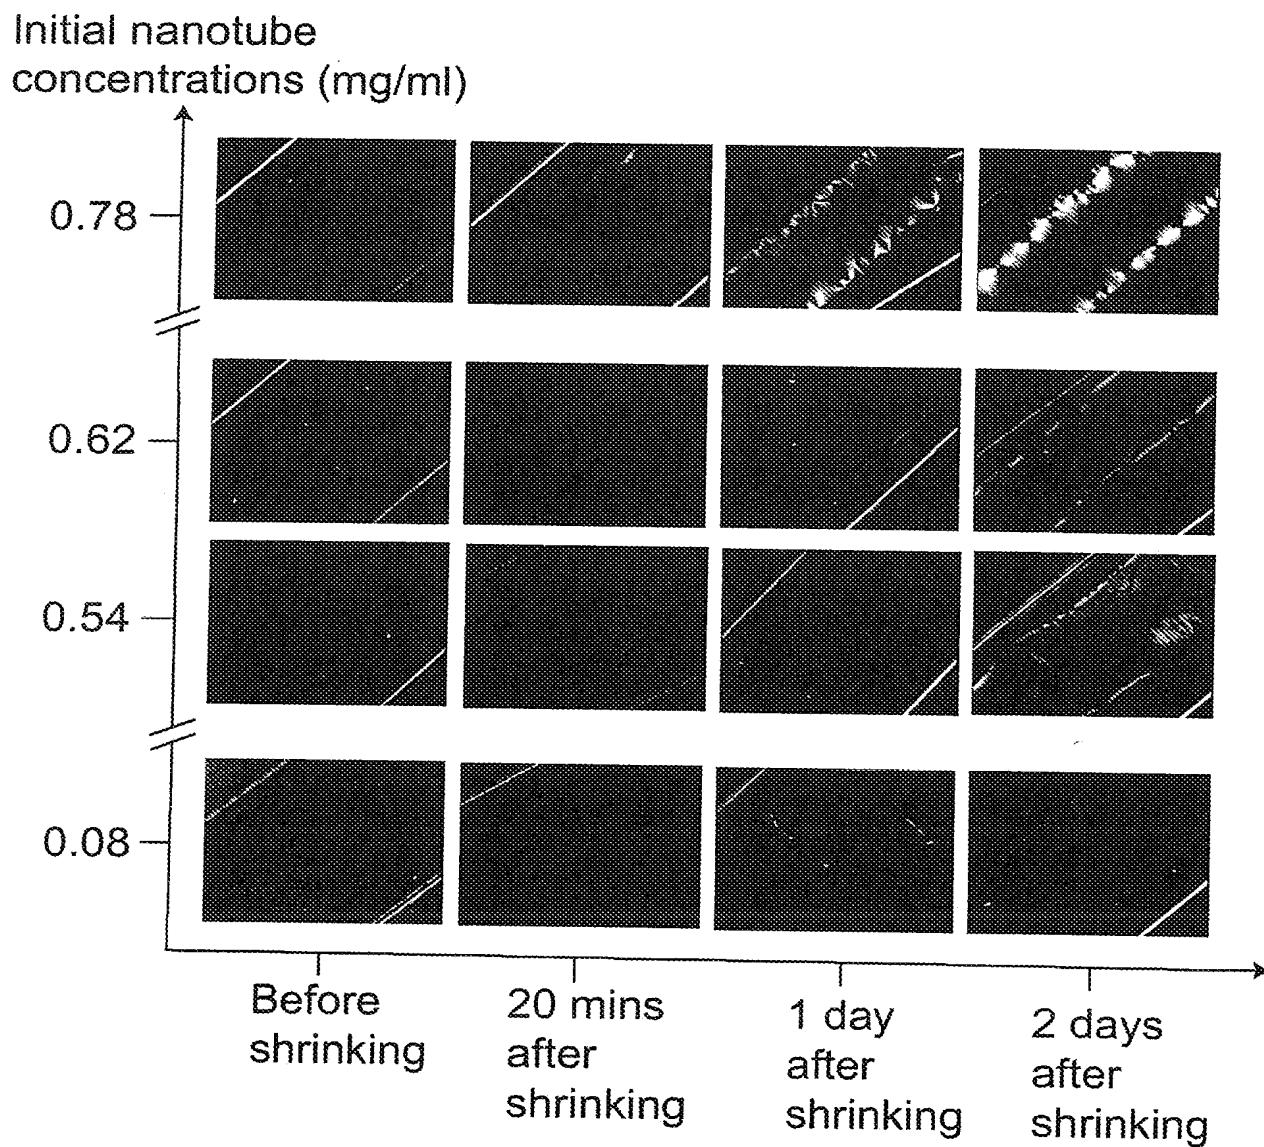 Initial nanotube
concentrations (mg/ml)
0.78
0.62
0.54
0.08
Before
shrinking
20 mins
after
shrinking
1 day
after
shrinking
2 days
after
shrinking